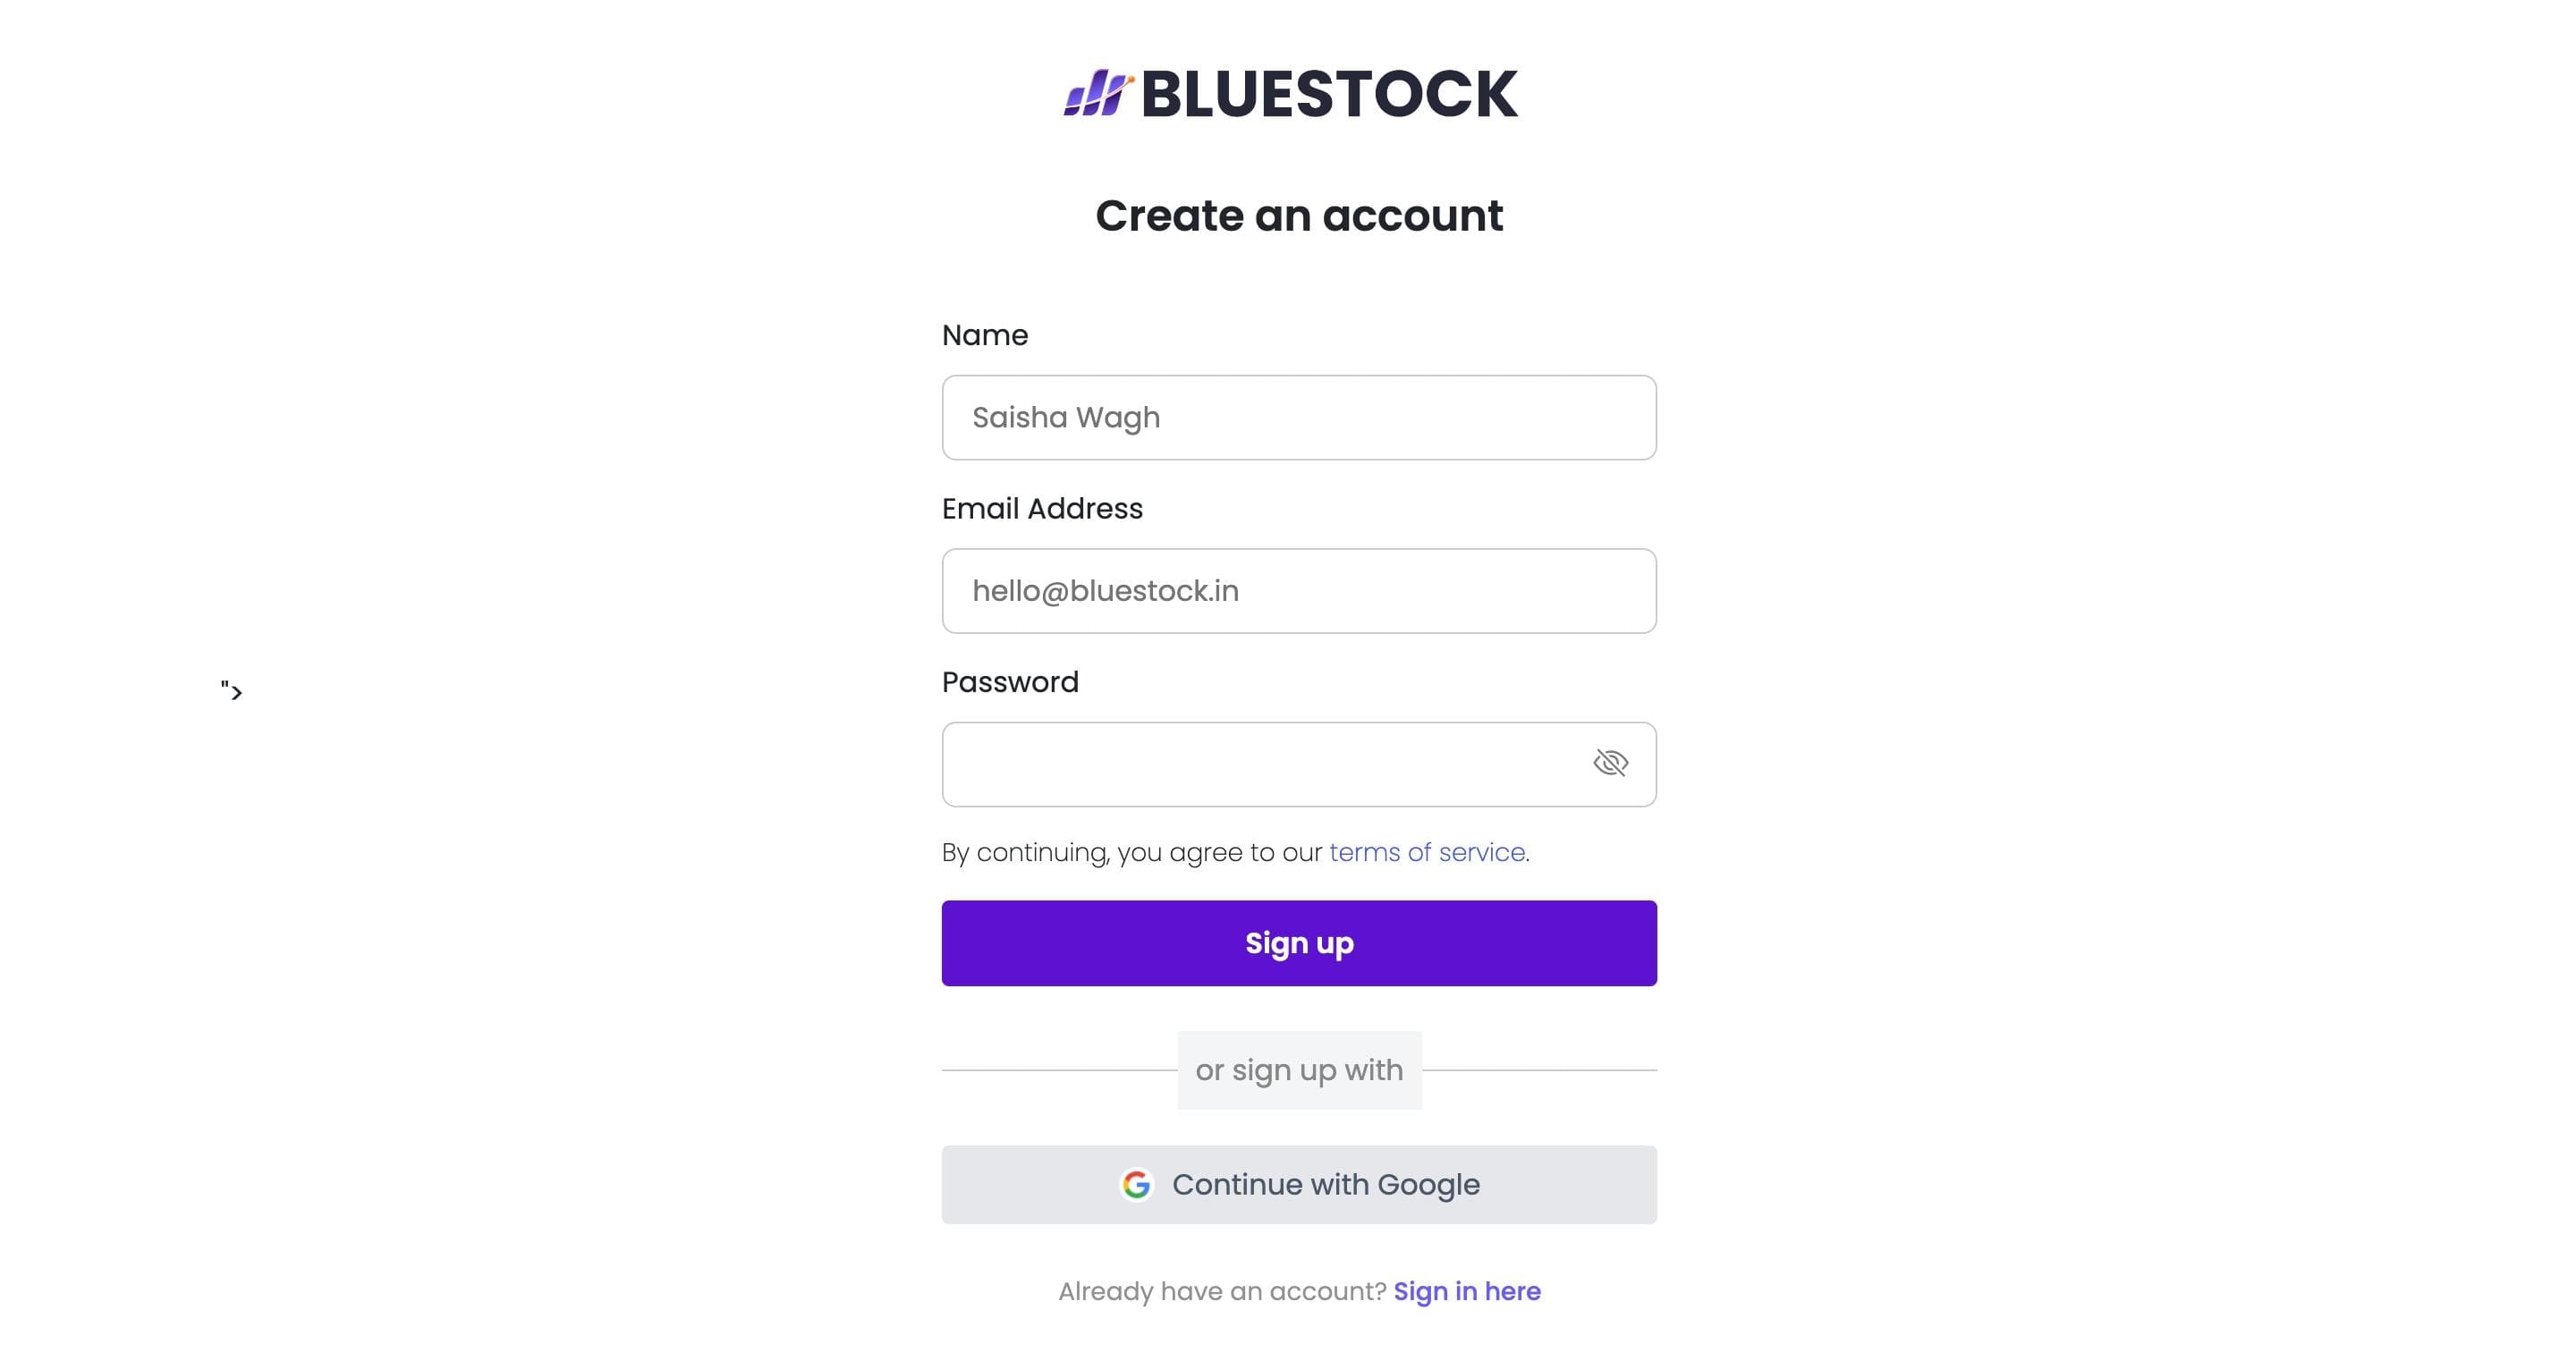 BLUESTOCK
Create an account
Name
Saisha Wagh
Email Address
hello@bluestock.in
">
Password
By continuing, you agree to our terms of service.
Sign up
or sign up with
Continue with Google
Already have an account? Sign in here